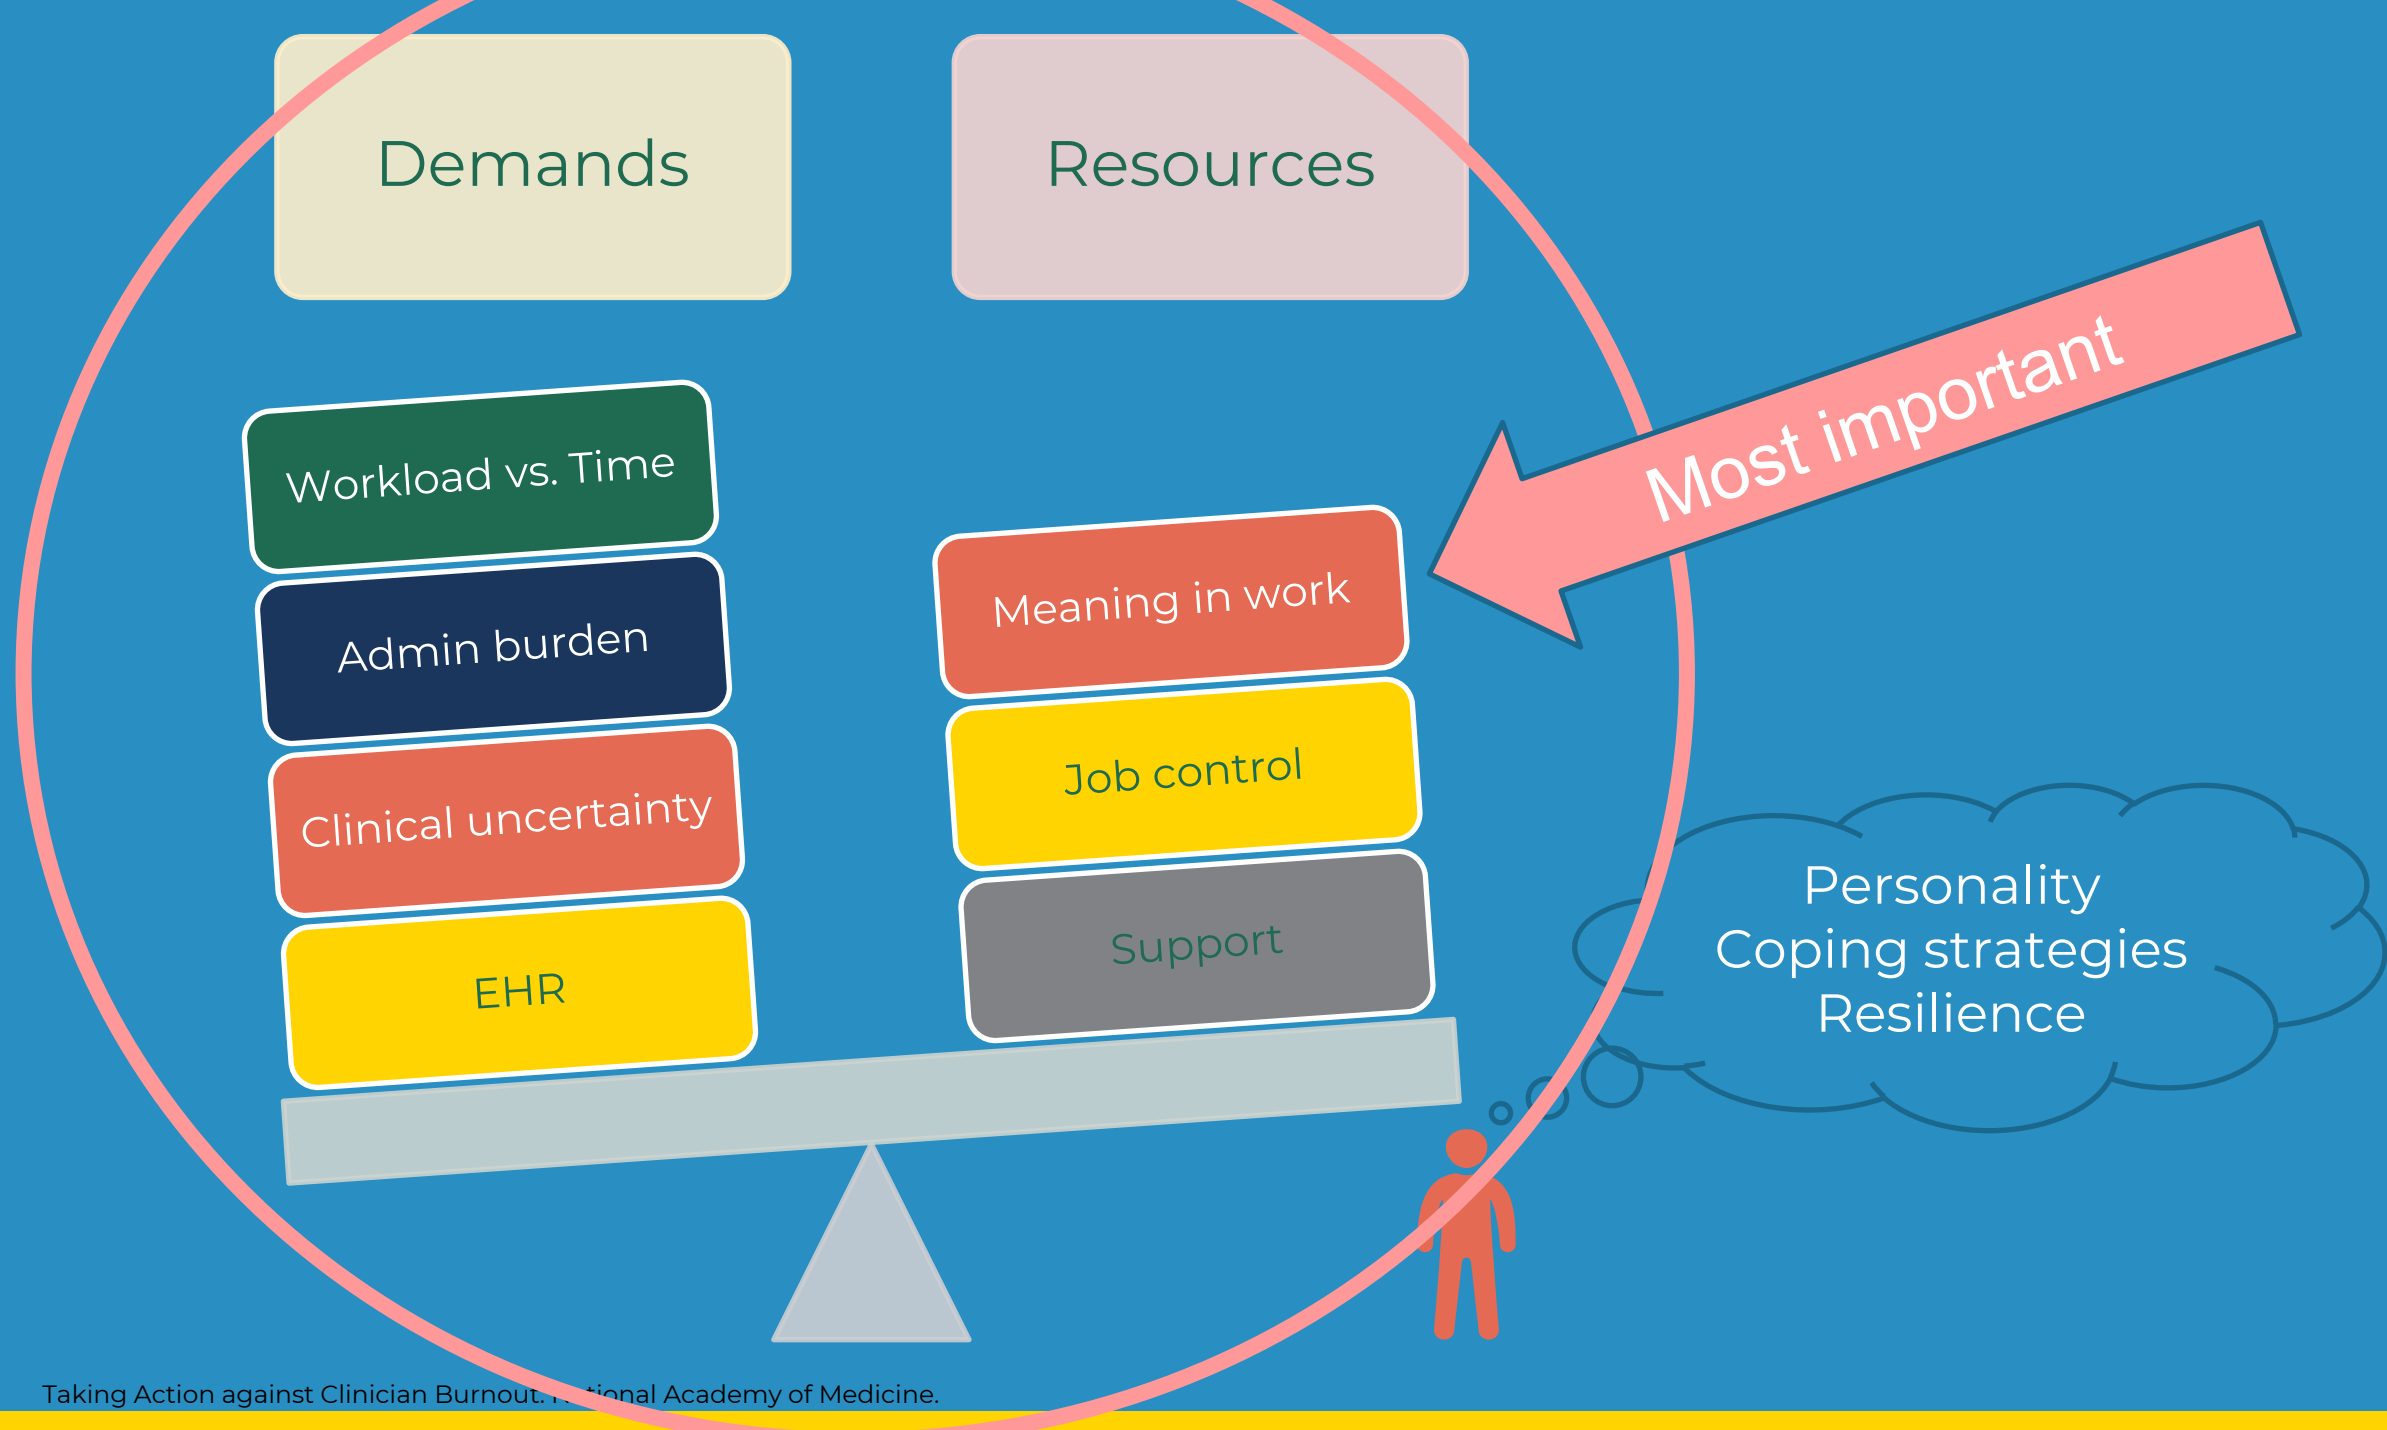 Demands
Resources
Most important
Workload vs. Time
Admin burden
Clinical uncertainty
EHR
Meaning in work
Job control
Support
Personality
Coping strategies
Resilience
Taking Action against Clinician Burnout. National Academy of Medicine.